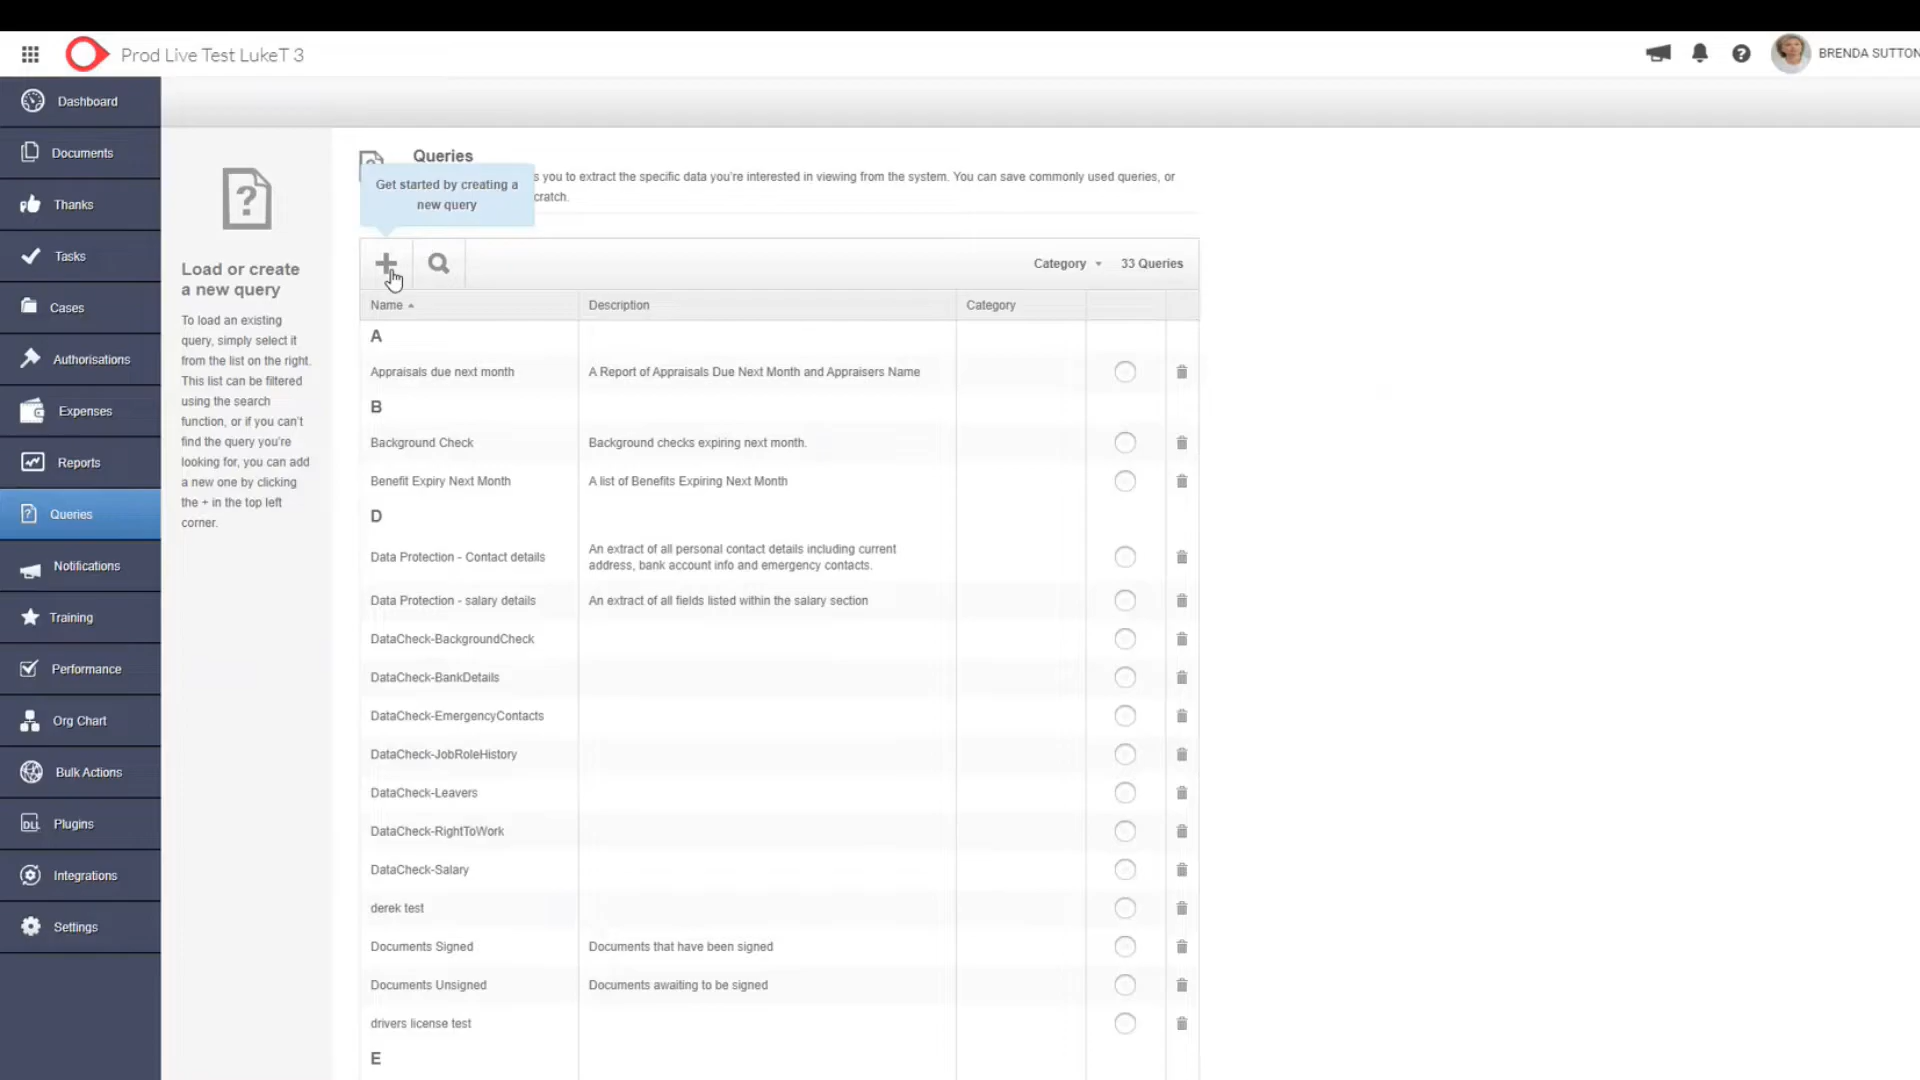 Prod Live Test LukeT 3
BRENDA SUTTON
Dashboard
Documents
Thanks
Tasks
Cases
Authorisations
Expenses
Reports
Queries
Notifications
Training
Performance
Org Chart
Bulk Actions
DLL Plugins
Integrations
Settings
Load or create
a new query
To load an existing
query, simply select it
from the list on the right.
This list can be filtered
using the search
function, or if you can't
find the query you're
looking for, you can add
a new one by clicking
the + in the top left
corner.
Queries
s you to extract the specific data you're interested in viewing from the system. You can save commonly used queries, or
cratch.
Get started by creating a
new query
Category 33 Queries
Name Description Category
A
Appraisals due next month A Report of Appraisals Due Next Month and Appraisers Name
B
Background Check Background checks expiring next month.
Benefit Expiry Next Month A list of Benefits Expiring Next Month
D
Data Protection - Contact details An extract of all personal contact details including current
address, bank account info and emergency contacts.
Data Protection - salary details An extract of all fields listed within the salary section
DataCheck-BackgroundCheck
DataCheck-BankDetails
DataCheck-EmergencyContacts
DataCheck-JobRoleHistory
DataCheck-Leavers
DataCheck-RightToWork
DataCheck-Salary
derek test
Documents Signed Documents that have been signed
Documents Unsigned Documents awaiting to be signed
drivers license test
E